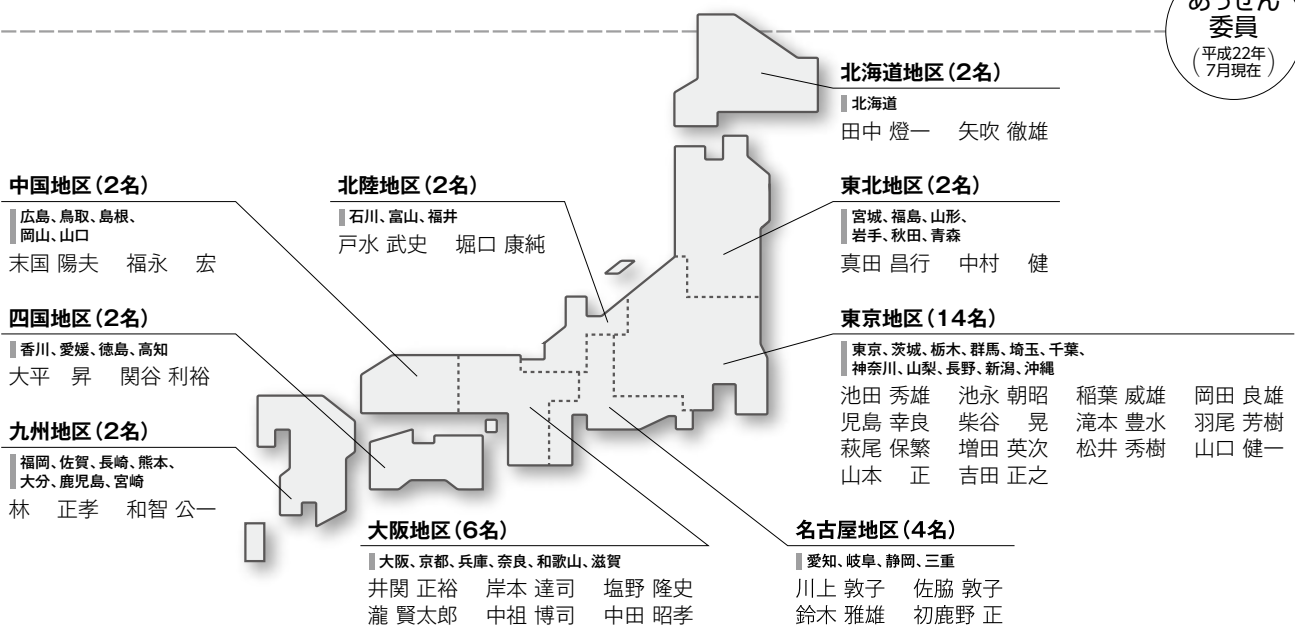 あっせん
委員
(平成22年
7月現在)
北海道地区(2名)
北海道
田中 燈一　矢吹 徹雄
中国地区(2名)
広島、鳥取、島根、
岡山、山口
末国 陽夫　福永　宏
北陸地区(2名)
石川、富山、福井
戸水 武史　堀口 康純
東北地区(2名)
宮城、福島、山形、
岩手、秋田、青森
真田 昌行　中村　健
四国地区(2名)
香川、愛媛、徳島、高知
大平　昇　関谷 利裕
東京地区(14名)
東京、茨城、栃木、群馬、埼玉、千葉、
神奈川、山梨、長野、新潟、沖縄
池田 秀雄　池永 朝昭　稲葉 威雄　岡田 良雄
児島 幸良　柴谷　晃　滝本 豊水　羽尾 芳樹
萩尾 保繁　増田 英次　松井 秀樹　山口 健一
山本　正　吉田 正之
九州地区(2名)
福岡、佐賀、長崎、熊本、
大分、鹿児島、宮崎
林　正孝　和智 公一
大阪地区(6名)
大阪、京都、兵庫、奈良、和歌山、滋賀
井関 正裕　岸本 達司　塩野 隆史
瀧 賢太郎　中祖 博司　中田 昭孝
名古屋地区(4名)
愛知、岐阜、静岡、三重
川上 敦子　佐脇 敦子
鈴木 雅雄　初鹿野 正